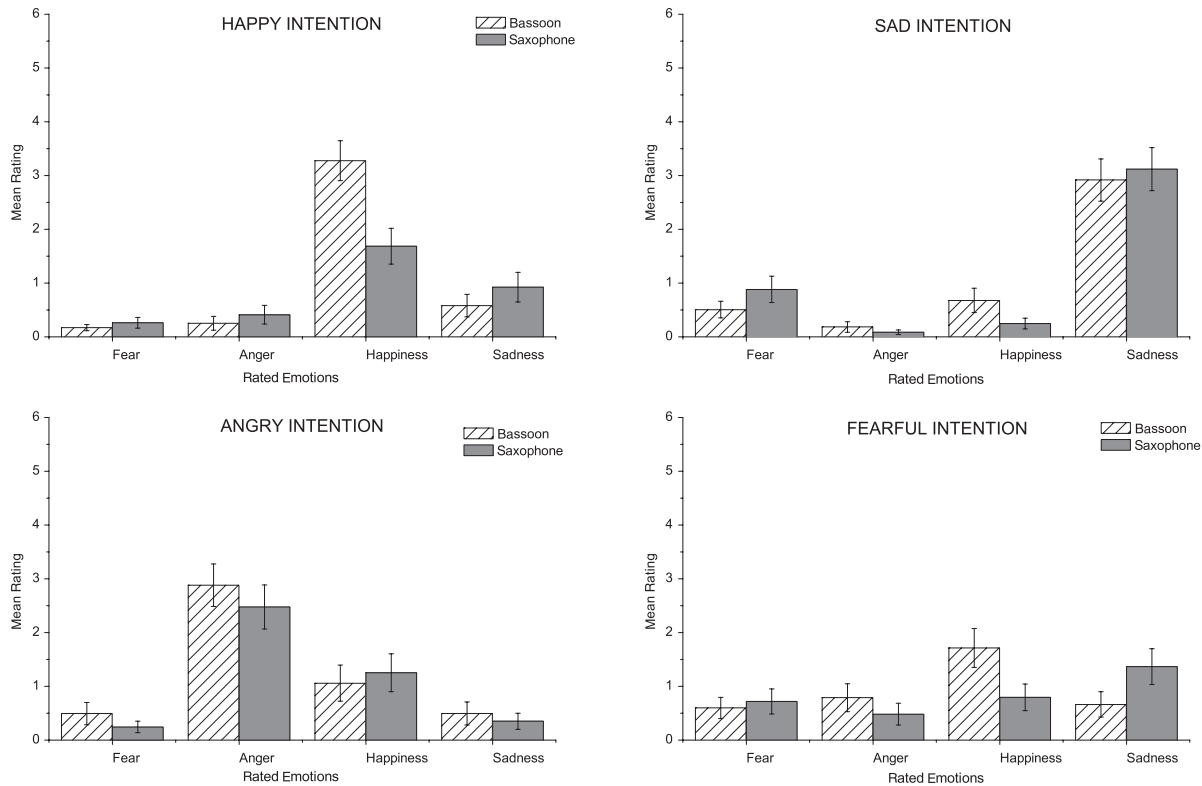 HAPPY INTENTION
Bassoon
Saxophone
Mean Rating
6
5
4
3
2
1
0
Fear Anger Happiness Sadness
Rated Emotions
SAD INTENTION
Mean Rating
6
5
4
3
2
1
0
Fear Anger Happiness Sadness
Rated Emotions
ANGRY INTENTION
Bassoon
Saxophone
Mean Rating
6
5
4
3
2
1
0
Fear Anger Happiness Sadness
Rated Emotions
FEARFUL INTENTION
Bassoon
Saxophone
Mean Rating
6
5
4
3
2
1
0
Fear Anger Happiness Sadness
Rated Emotions